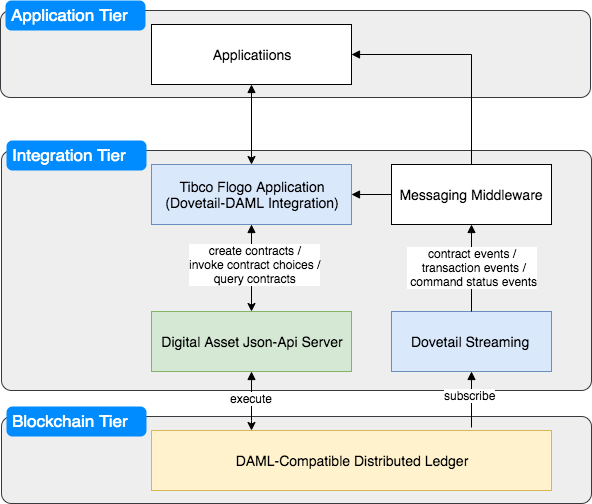 Application Tier
Applicatiions
Integration Tier
Tibco Flogo Application
(Dovetail-DAML Integration)
Messaging Middleware
create contracts /
invoke contract choices /
query contracts
contract events /
transaction events /
command status events
Digital Asset Json-Api Server
Dovetail Streaming
execute
subscribe
Blockchain Tier
DAML-Compatible Distributed Ledger